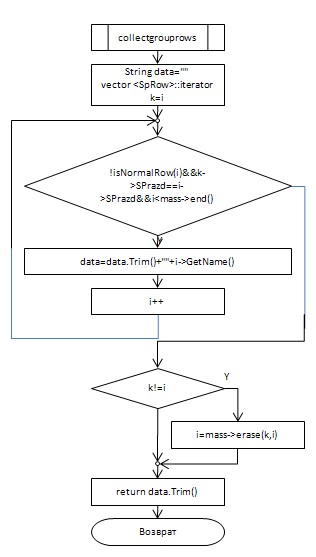 collectgrouprows
String data=""
vector <SpRow>::iterator
k=i
!isNormalRow(i)&&k-
>SPrazd==i-
>SPrazd&&i<mass->end()
Y
data=data.Trim()+""+i->GetName()
i++
k!=i
Y
i=mass->erase(k,i)
return data.Trim()
Возврат